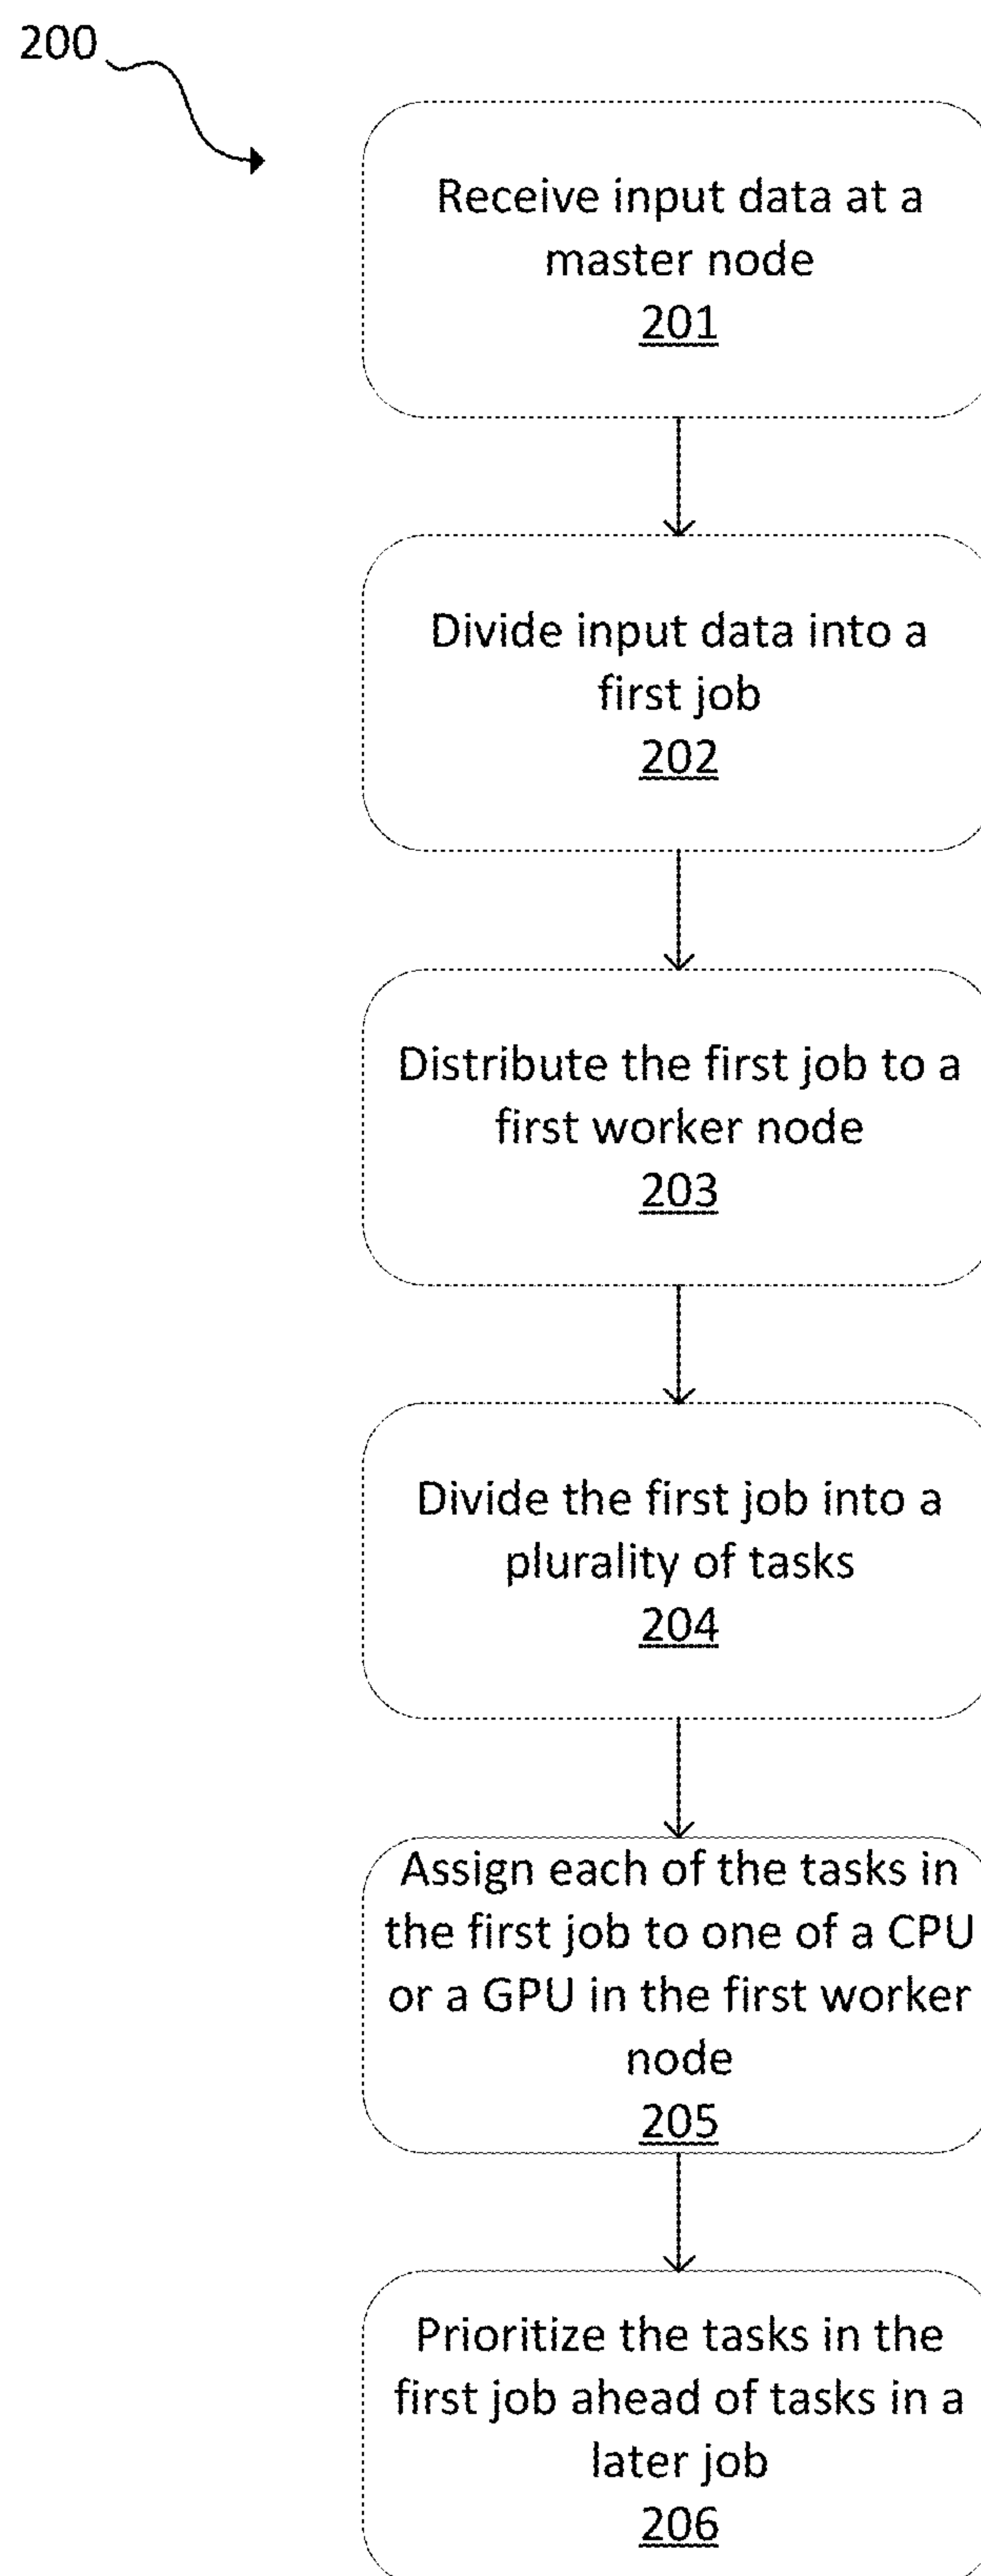 200
Receive input data at a
master node
201
Divide input data into a
first job
202
Distribute the first job to a
first worker node
203
Divide the first job into a
plurality of tasks
204
Assign each of the tasks in
the first job to one of a CPU
or a GPU in the first worker
node
205
Prioritize the tasks in the
first job ahead of tasks in a
later job
206